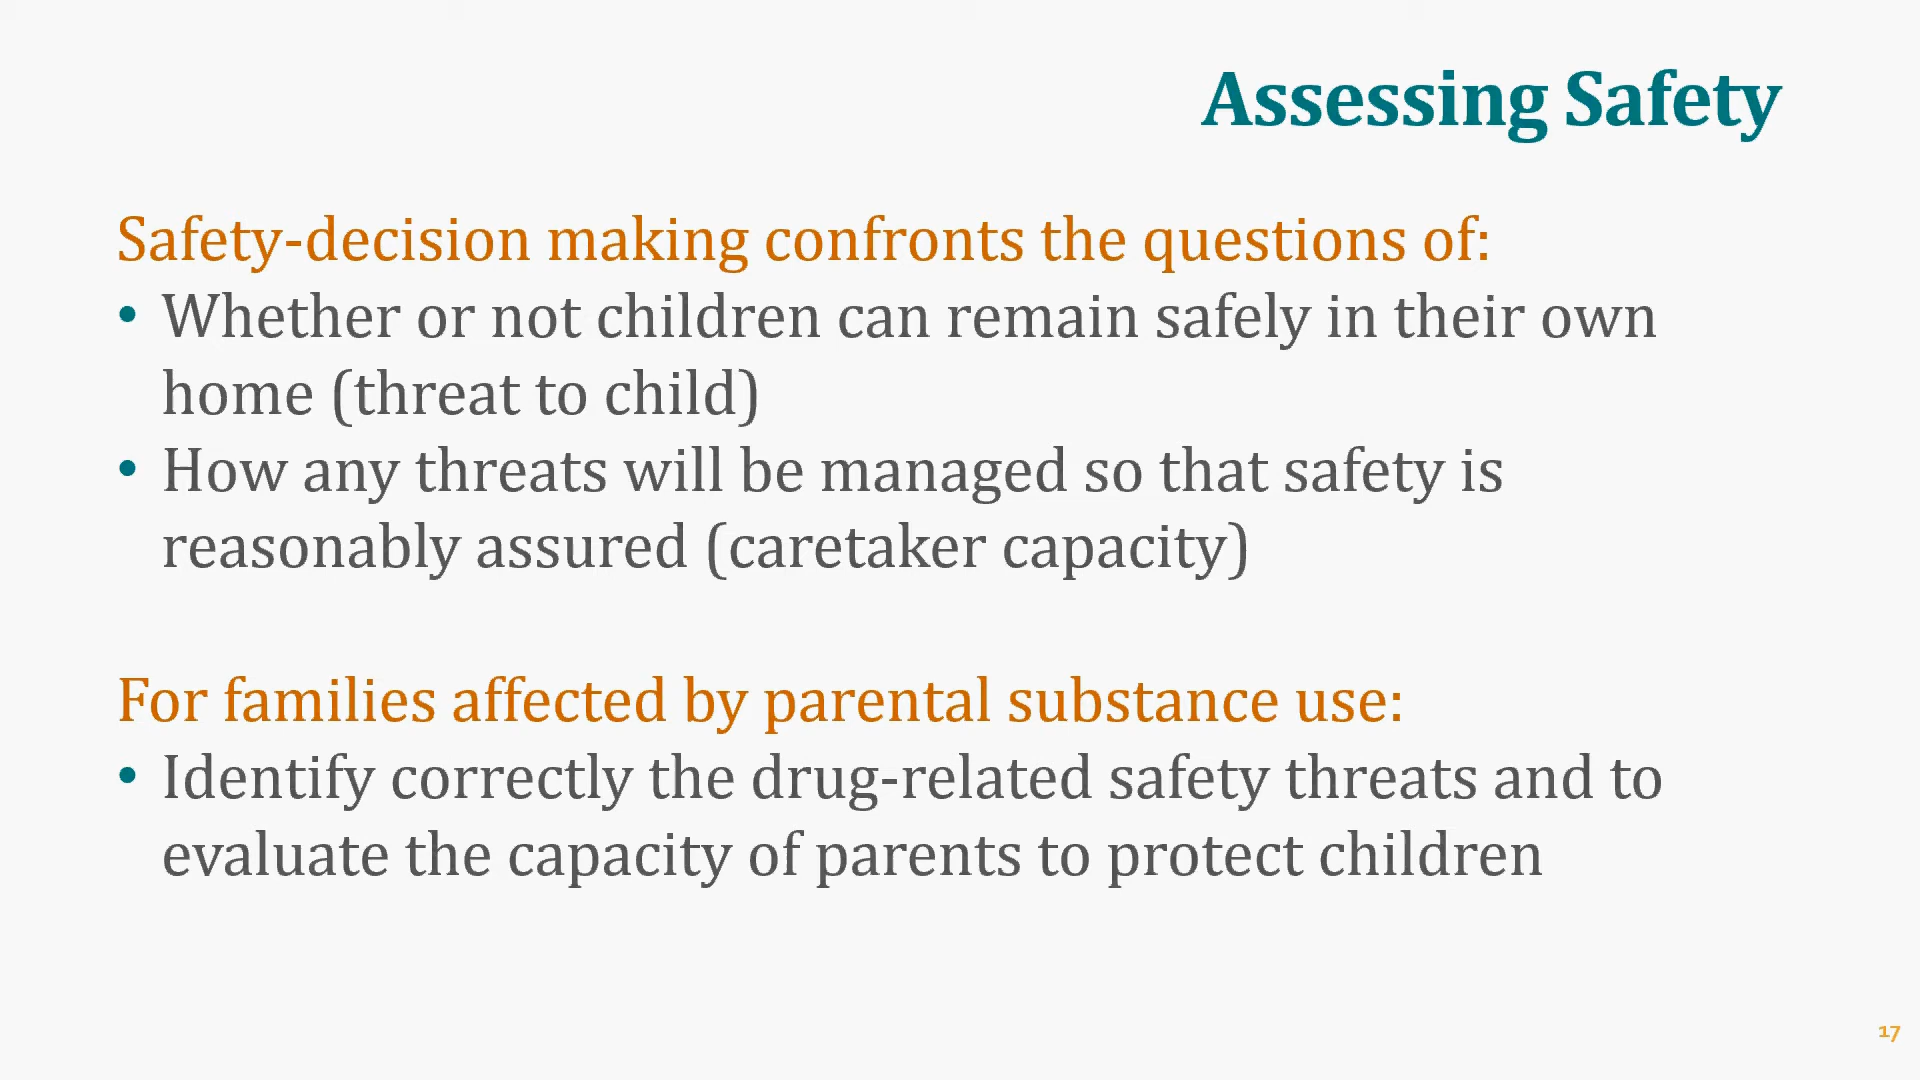 Assessing Safety
Safety-decision making confronts the questions of:
• Whether or not children can remain safely in their own
home (threat to child)
• How any threats will be managed so that safety is
reasonably assured (caretaker capacity)
For families affected by parental substance use:
• Identify correctly the drug-related safety threats and to
evaluate the capacity of parents to protect children
17